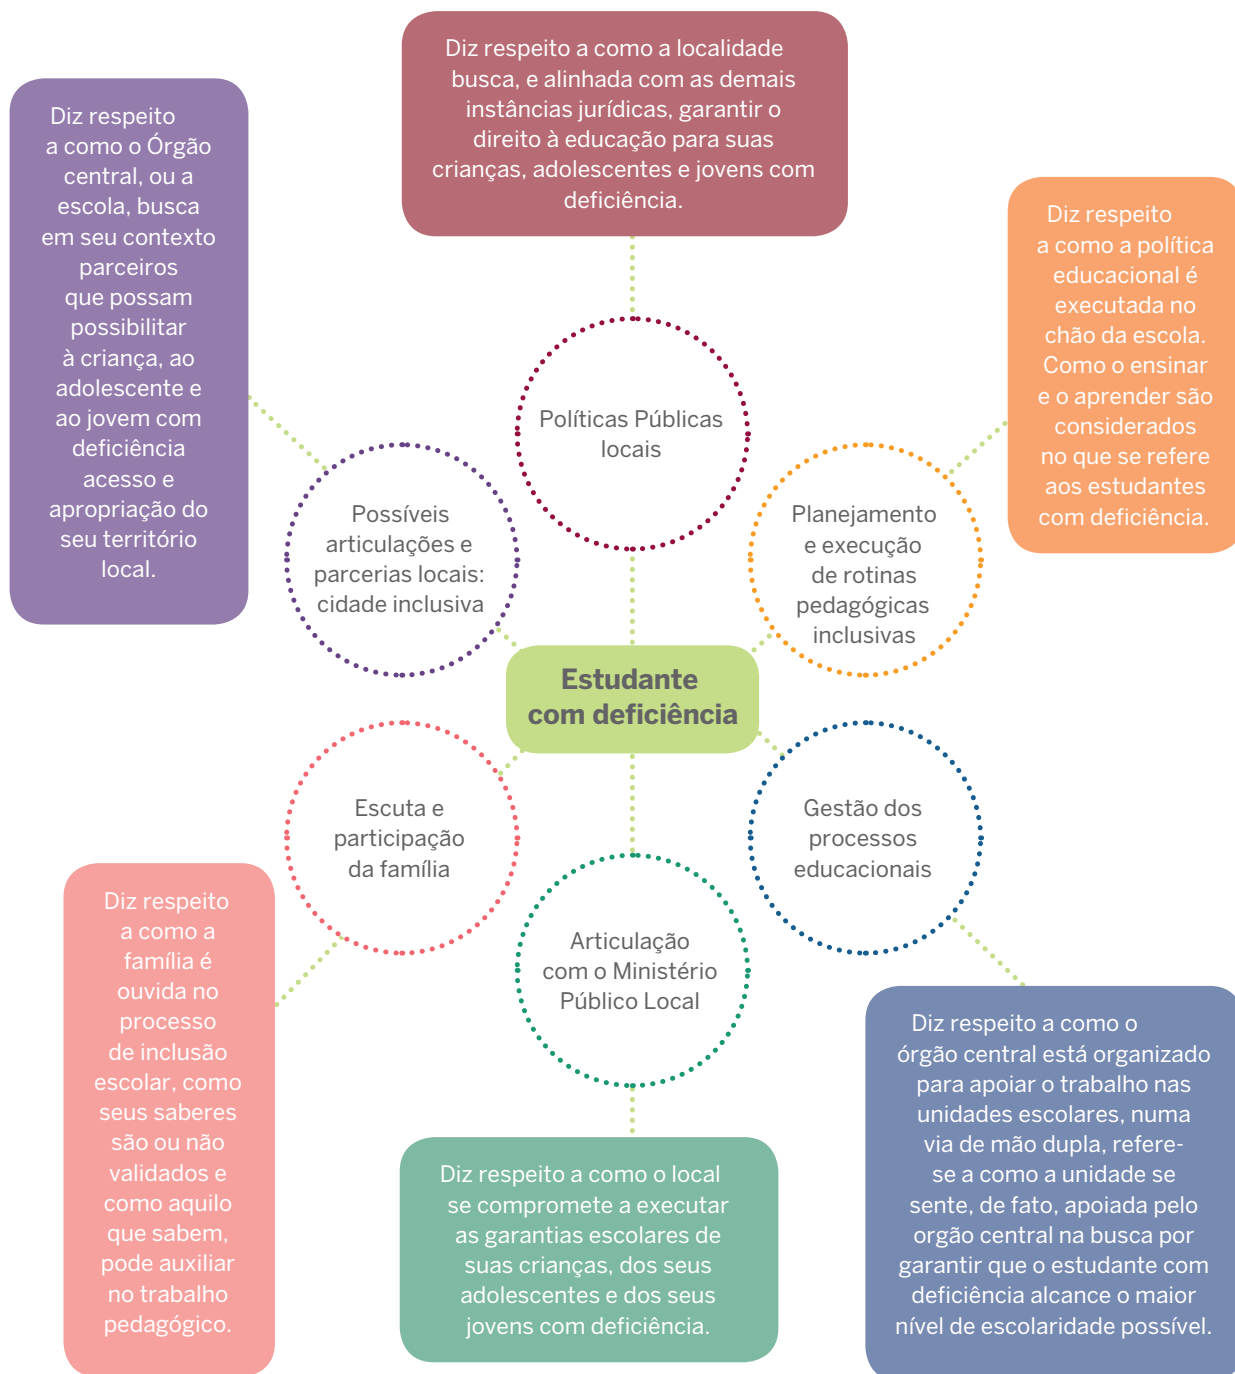 Diz respeito a como a localidade
busca, e alinhada com as demais
instâncias jurídicas, garantir o
direito à educação para suas
crianças, adolescentes e jovens com
deficiência.
Diz respeito
a como o Órgão
central, ou a
escola, busca
em seu contexto
parceiros
que possam
possibilitar
à criança, ao
adolescente e
ao jovem com
deficiência
acesso e
apropriação do
seu território
local.
Diz respeito
a como a política
educacional é
executada no
chão da escola.
Como o ensinar
e o aprender são
considerados
no que se refere
aos estudantes
com deficiência.
Políticas Públicas
locais
Possíveis
articulações e
parcerias locais:
cidade inclusiva
Planejamento
e execução
de rotinas
pedagógicas
inclusivas
Estudante
com deficiência
Escuta e
participação
da família
Gestão dos
processos
educacionais
Articulação
com o Ministério
Público Local
Diz respeito
a como a
família é
ouvida no
processo
de inclusão
escolar, como
seus saberes
são ou não
validados e
como aquilo
que sabem,
pode auxiliar
no trabalho
pedagógico.
Diz respeito a como o local
se compromete a executar
as garantias escolares de
suas crianças, dos seus
adolescentes e dos seus
jovens com deficiência.
Diz respeito a como o
órgão central está organizado
para apoiar o trabalho nas
unidades escolares, numa
via de mão dupla, refere-
se a como a unidade se
sente, de fato, apoiada pelo
orgão central na busca por
garantir que o estudante com
deficiência alcance o maior
nível de escolaridade possível.